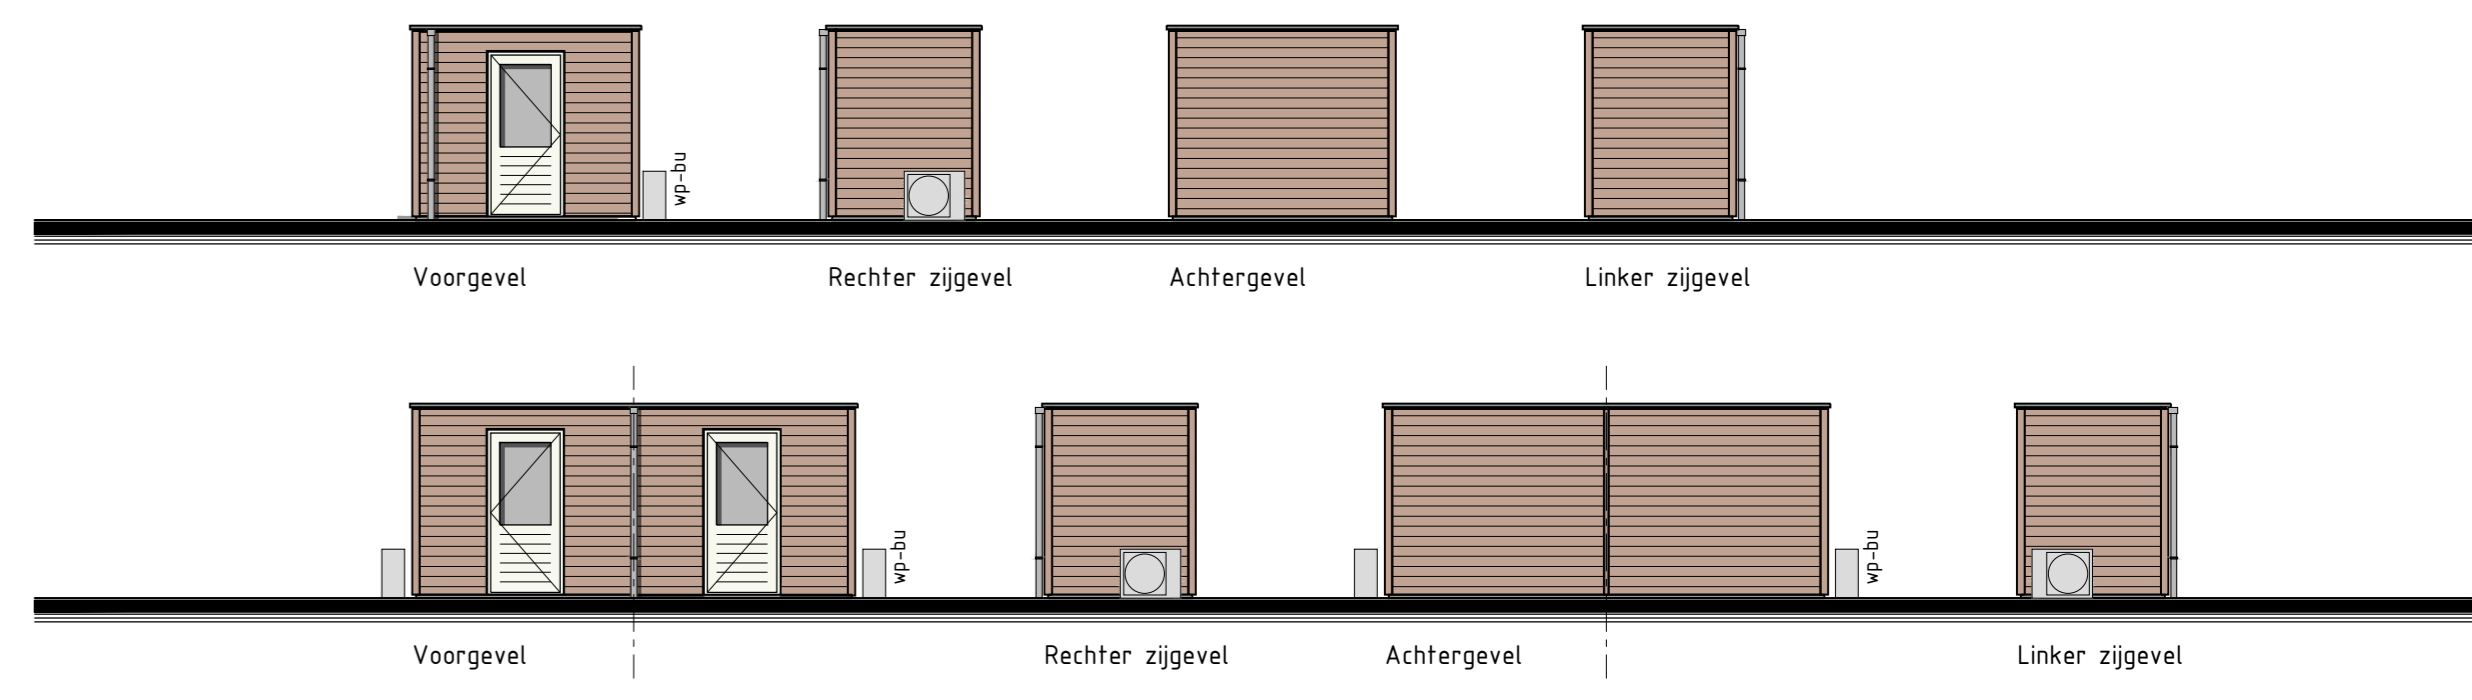 wp-bu
Voorgevel
Rechter zijgevel
Achtergevel
Linker zijgevel
wp-bu
wp-bu
Voorgevel
Rechter zijgevel
Achtergevel
Linker zijgevel